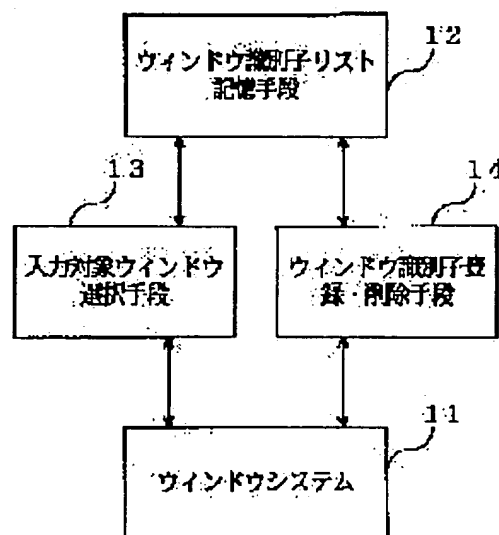 12
ウィンドウ識別子リスト
記憶手段
13
14
入力対象ウィンドウ
選択手段
ウィンドウ識別子登
録・削除手段
11
ウィンドウシステム